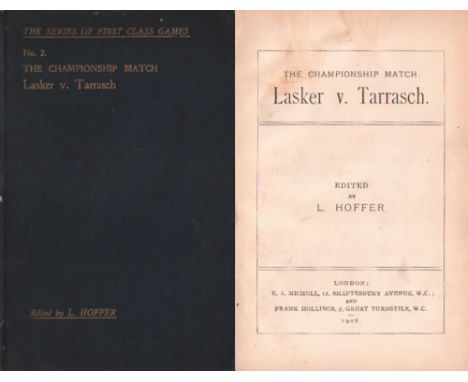 THE SERIES OF FIRST CLASS GAMES
No. 2.
THE CHAMPIONSHIP MATCH
Lasker v. Tarrasch
Edited by L. HOFFER
THE CHAMPIONSHIP MATCH.
Lasker v. Tarrasch.
EDITED
BY
L. HOFFER.
LONDON:
E. A. MICHELL, 17, SHAFTESBURY AVENUE, W.C.;
AND
FRANK HOLLINGS, 7, GREAT TURNSTILE, W.C.
1908.